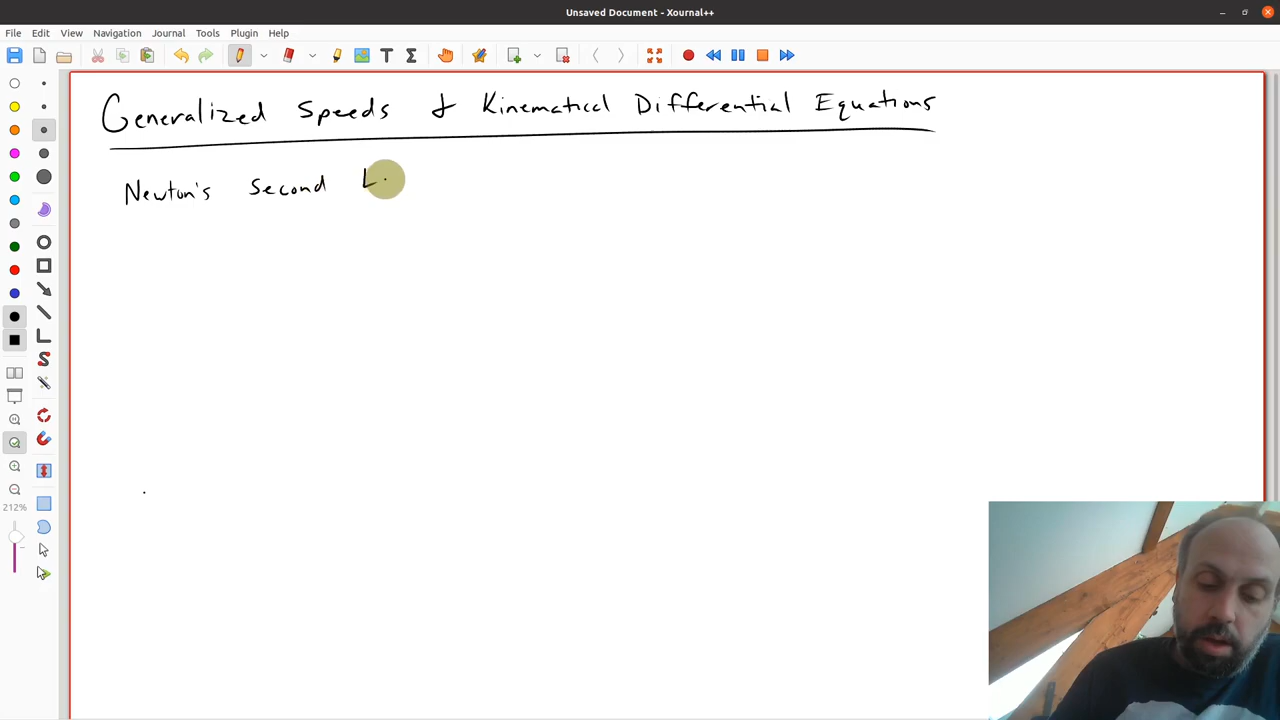 Unsaved Document - Xournal++
File Edit View Navigation Journal Tools Plugin Help
Generalized Speeds & Kinematical Differential Equations
Newton's Second
212%